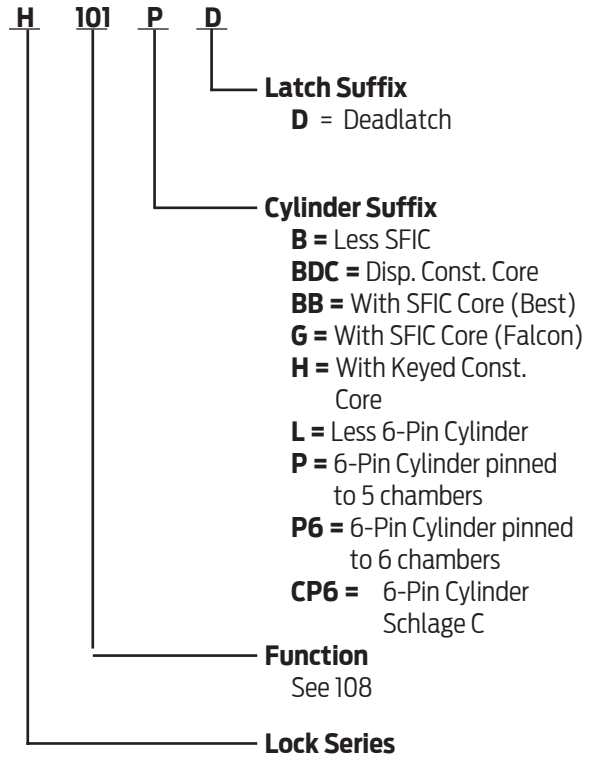 H 101 P D
Latch Suffix
D = Deadlatch
Cylinder Suffix
B = Less SFIC
BDC = Disp. Const. Core
BB = With SFIC Core (Best)
G = With SFIC Core (Falcon)
H = With Keyed Const.
Core
L = Less 6-Pin Cylinder
P = 6-Pin Cylinder pinned
to 5 chambers
P6 = 6-Pin Cylinder pinned
to 6 chambers
CP6 = 6-Pin Cylinder
Schlage C
Function
See 108
Lock Series